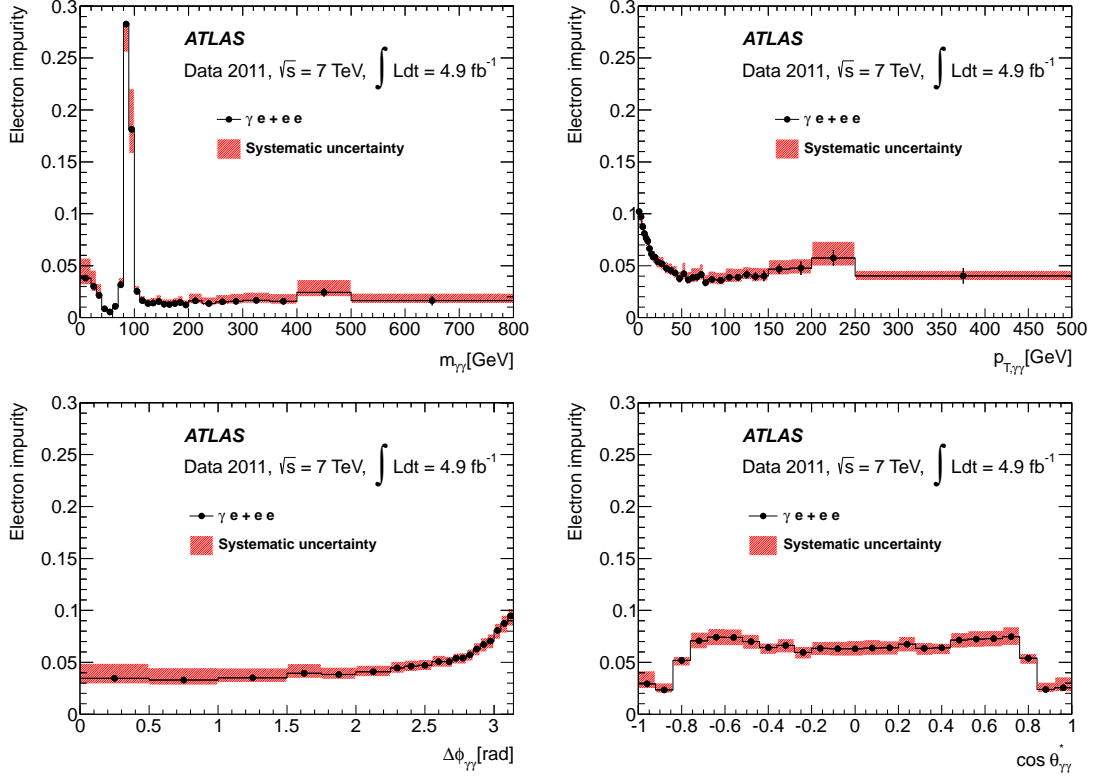 Electron impurity
0.3
0.25
0.2
0.15
0.1
0.05
0
ATLAS
Data 2011, √s = 7 TeV, ∫ Ldt = 4.9 fb⁻¹
γ e + e e
Systematic uncertainty
0 100 200 300 400 500 600 700 800
m_γγ[GeV]
Electron impurity
0.3
0.25
0.2
0.15
0.1
0.05
0
ATLAS
Data 2011, √s = 7 TeV, ∫ Ldt = 4.9 fb⁻¹
γ e + e e
Systematic uncertainty
0 50 100 150 200 250 300 350 400 450 500
p_T,γγ[GeV]
Electron impurity
0.3
0.25
0.2
0.15
0.1
0.05
0
ATLAS
Data 2011, √s = 7 TeV, ∫ Ldt = 4.9 fb⁻¹
γ e + e e
Systematic uncertainty
0 0.5 1 1.5 2 2.5 3
Δϕ_γγ[rad]
Electron impurity
0.3
0.25
0.2
0.15
0.1
0.05
0
ATLAS
Data 2011, √s = 7 TeV, ∫ Ldt = 4.9 fb⁻¹
γ e + e e
Systematic uncertainty
-1 -0.8 -0.6 -0.4 -0.2 0 0.2 0.4 0.6 0.8 1
cos θ*_γγ